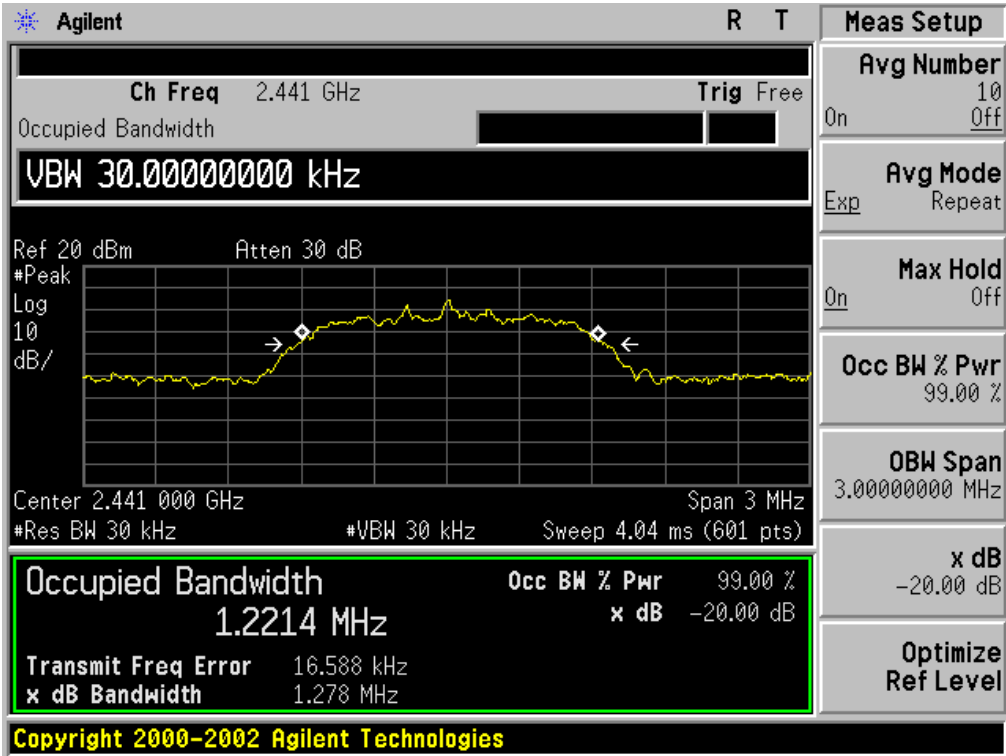 Agilent R T
Ch Freq 2.441 GHz Trig Free
Occupied Bandwidth
VBW 30.00000000 kHz
Ref 20 dBm Atten 30 dB
#Peak
Log
10
dB/
Center 2.441 000 GHz Span 3 MHz
#Res BW 30 kHz #VBW 30 kHz Sweep 4.04 ms (601 pts)
Occupied Bandwidth
1.2214 MHz
Occ BW % Pwr 99.00 %
x dB -20.00 dB
Transmit Freq Error 16.588 kHz
x dB Bandwidth 1.278 MHz
Copyright 2000-2002 Agilent Technologies
Meas Setup
Avg Number
10
On Off
Avg Mode
Exp Repeat
Max Hold
On Off
Occ BW % Pwr
99.00 %
OBW Span
3.00000000 MHz
x dB
-20.00 dB
Optimize
Ref Level